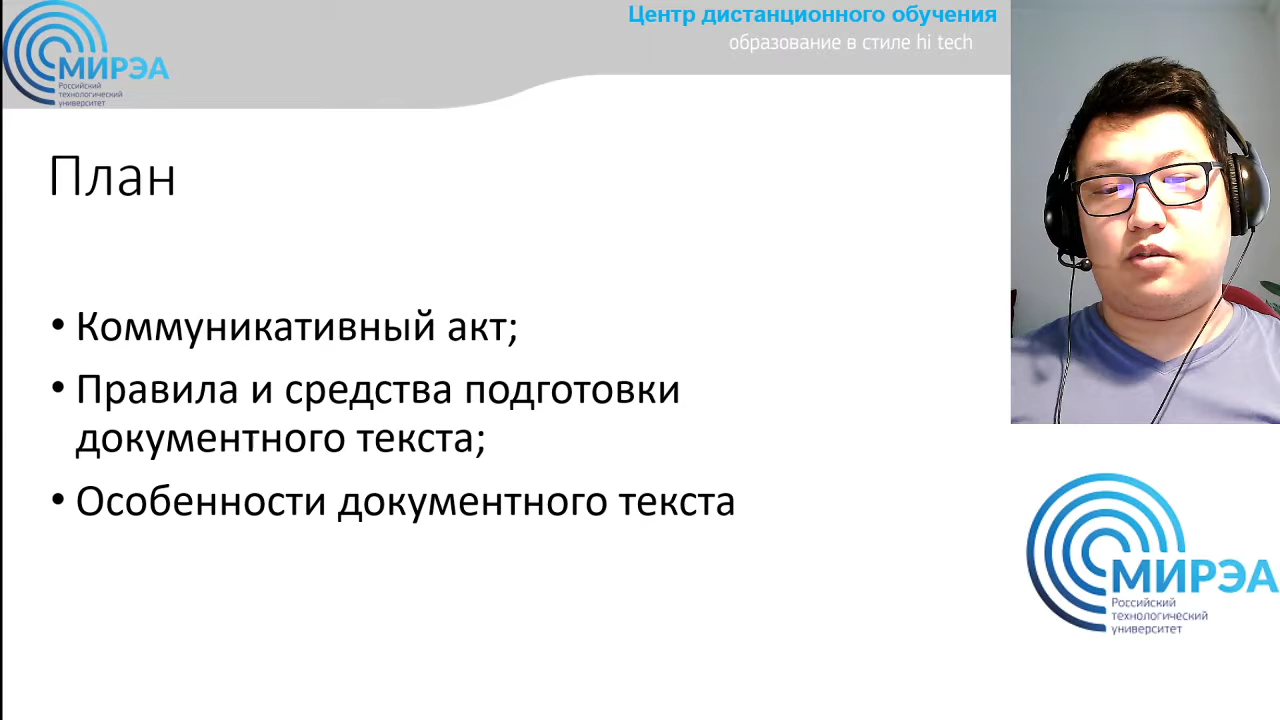 МИРЭА
Российский
технологический
университет
Центр дистанционного обучения
образование в стиле hi tech
План
• Коммуникативный акт;
• Правила и средства подготовки
документного текста;
• Особенности документного текста
МИРЭА
Российский
технологический
университет